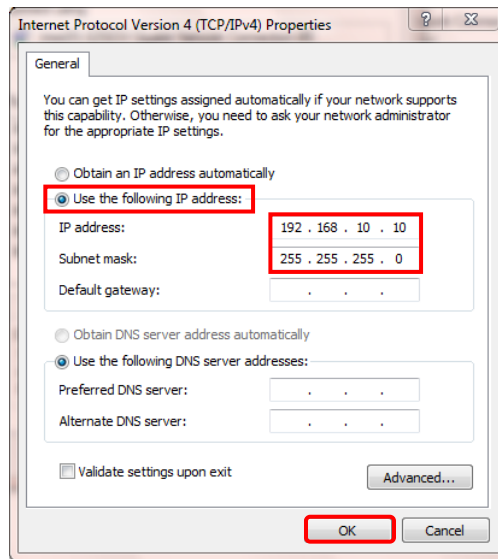 Internet Protocol Version 4 (TCP/IPv4) Properties
General
You can get IP settings assigned automatically if your network supports
this capability. Otherwise, you need to ask your network administrator
for the appropriate IP settings.
Obtain an IP address automatically
Use the following IP address:
IP address: 192 . 168 . 10 . 10
Subnet mask: 255 . 255 . 255 . 0
Default gateway: . . .
Obtain DNS server address automatically
Use the following DNS server addresses:
Preferred DNS server: . . .
Alternate DNS server: . . .
Validate settings upon exit
Advanced...
OK Cancel